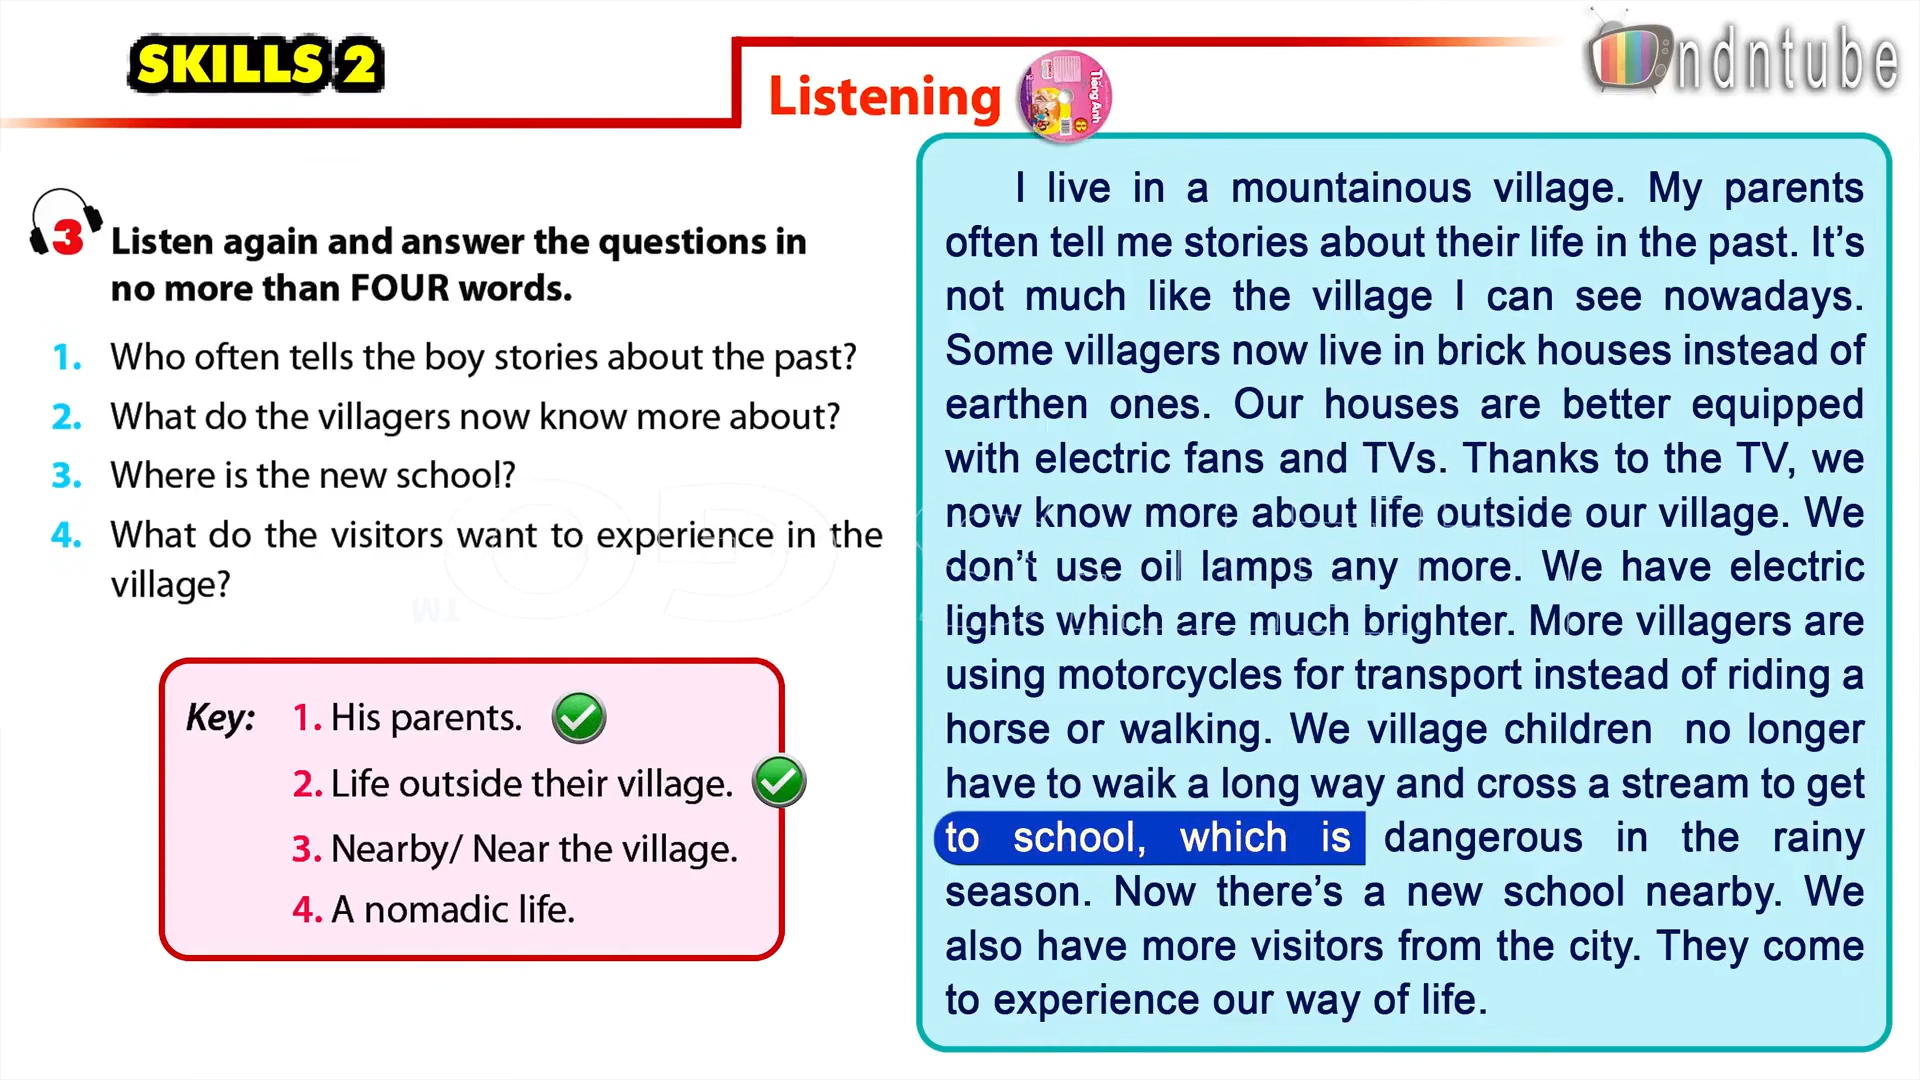 SKILLS 2
Listening
ndntube
3 Listen again and answer the questions in
no more than FOUR words.
1. Who often tells the boy stories about the past?
2. What do the villagers now know more about?
3. Where is the new school?
4. What do the visitors want to experience in the
village?
Key: 1. His parents.
2. Life outside their village.
3. Nearby/ Near the village.
4. A nomadic life.
I live in a mountainous village. My parents
often tell me stories about their life in the past. It's
not much like the village I can see nowadays.
Some villagers now live in brick houses instead of
earthen ones. Our houses are better equipped
with electric fans and TVs. Thanks to the TV, we
now know more about life outside our village. We
don't use oil lamps any more. We have electric
lights which are much brighter. More villagers are
using motorcycles for transport instead of riding a
horse or walking. We village children no longer
have to waik a long way and cross a stream to get
to school, which is dangerous in the rainy
season. Now there's a new school nearby. We
also have more visitors from the city. They come
to experience our way of life.
Tiếng Anh
8
TM